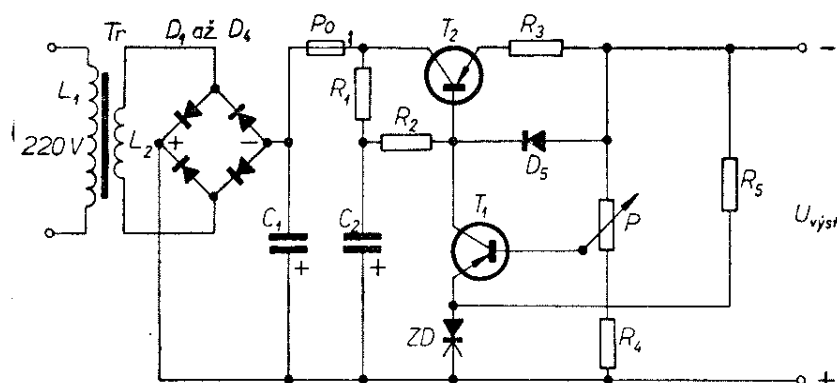 Tr D₁ až D₄ Po T₂ R₃ −
L₁ R₁
220V L₂ + − R₂ D₅ R₅
C₁ C₂ T₁ P Uvýst
+ +
ZD R₄
+